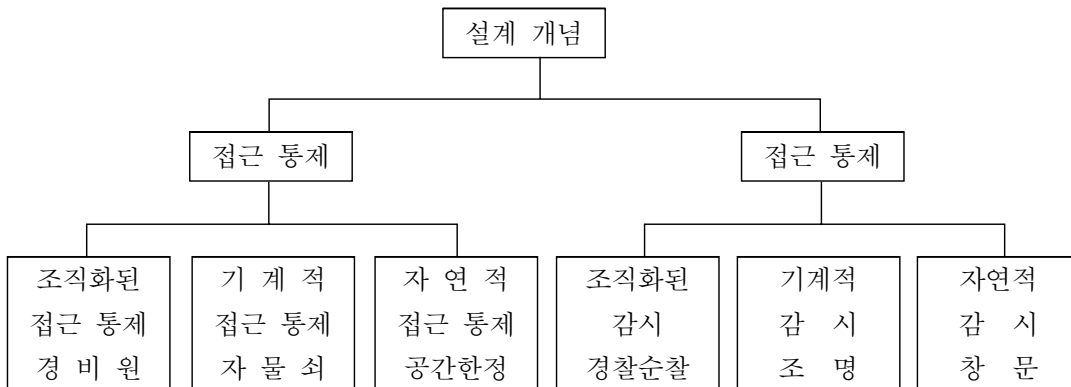 설계 개념
접근 통제
접근 통제
조직화된
접근 통제
경 비 원
기 계 적
접근 통제
자 물 쇠
자 연 적
접근 통제
공간한정
조직화된
감시
경찰순찰
기계적
감 시
조 명
자연적
감 시
창 문